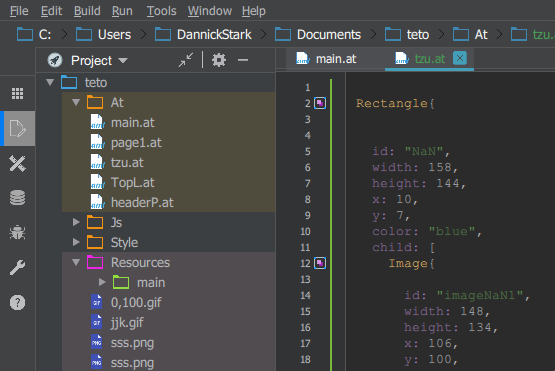 File Edit Run Tools Window Help
C: Users DannickStark Documents teto At tzu.
Project
main.at tzu.at
teto
At
main.at
page1.at
tzu.at
TopL.at
headerP.at
Js
Style
Resources
main
0,100.gif
jjk.gif
sss.png
sss.png
1
2 Rectangle{
3
4
5 id: "NaN",
6 width: 158,
7 height: 144,
8 x: 10,
9 y: 7,
10 color: "blue",
11 child: [
12 Image{
13
14 id: "imageNaN1",
15 width: 148,
16 height: 134,
17 x: 106,
18 y: 100,